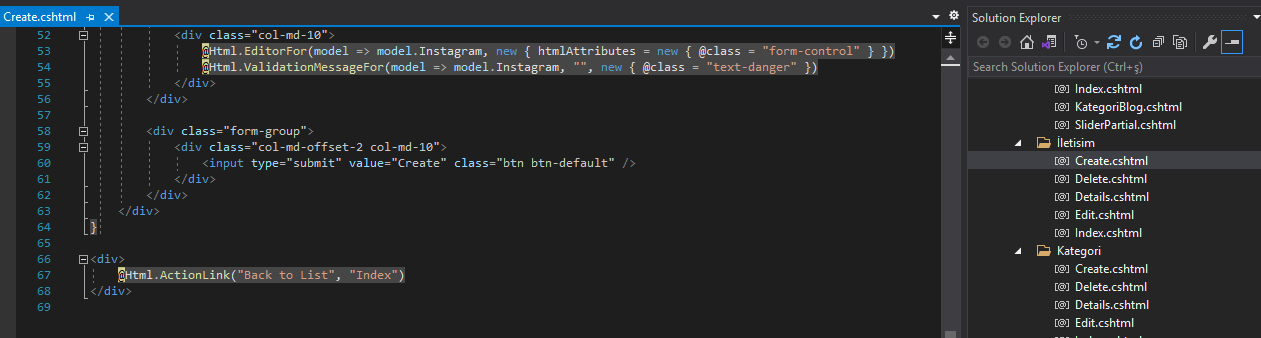 Create.cshtml
52 <div class="col-md-10">
53 @Html.EditorFor(model => model.Instagram, new { htmlAttributes = new { @class = "form-control" } })
54 @Html.ValidationMessageFor(model => model.Instagram, "", new { @class = "text-danger" })
55 </div>
56 </div>
57
58 <div class="form-group">
59 <div class="col-md-offset-2 col-md-10">
60 <input type="submit" value="Create" class="btn btn-default" />
61 </div>
62 </div>
63 </div>
64 }
65
66 <div>
67 @Html.ActionLink("Back to List", "Index")
68 </div>
69
Solution Explorer
Search Solution Explorer (Ctrl+ş)
Index.cshtml
KategoriBlog.cshtml
SliderPartial.cshtml
İletisim
Create.cshtml
Delete.cshtml
Details.cshtml
Edit.cshtml
Index.cshtml
Kategori
Create.cshtml
Delete.cshtml
Details.cshtml
Edit.cshtml